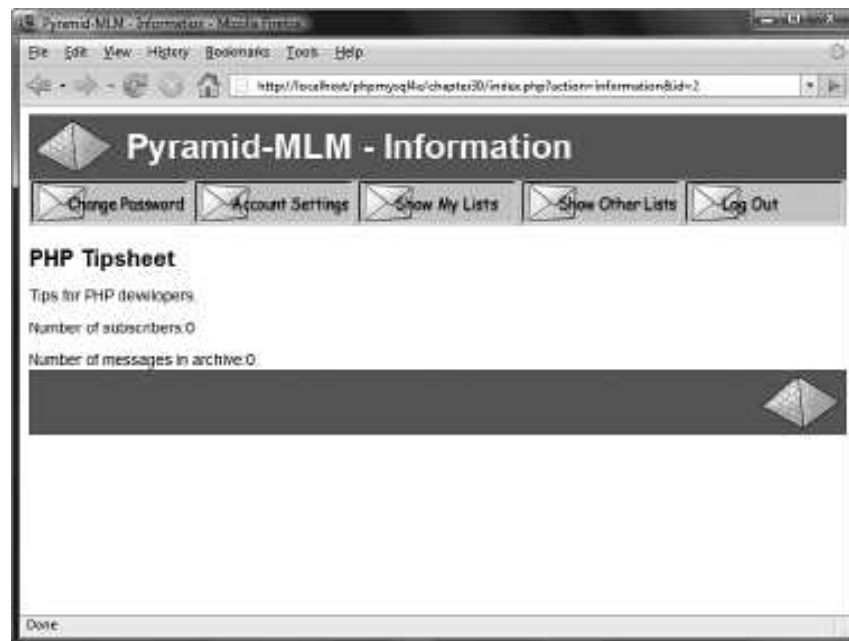 Pyramid-MLM - Information - Mozilla Firefox
File Edit View History Bookmarks Tools Help
http://localhost/phpmysql4e/chapter30/index.php?action=information&id=2
Pyramid-MLM - Information
Change Password Account Settings Show My Lists Show Other Lists Log Out
PHP Tipsheet
Tips for PHP developers.
Number of subscribers:0
Number of messages in archive:0
Done